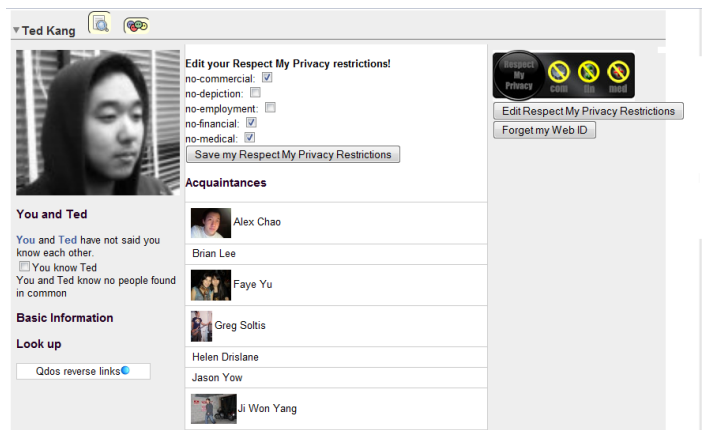 Ted Kang
You and Ted
You and Ted have not said you
know each other.
You know Ted
You and Ted know no people found
in common
Basic Information
Look up
Qdos reverse links
Edit your Respect My Privacy restrictions!
no-commercial:
no-depiction:
no-employment:
no-financial:
no-medical:
Save my Respect My Privacy Restrictions
Acquaintances
Alex Chao
Brian Lee
Faye Yu
Greg Soltis
Helen Drislane
Jason Yow
Ji Won Yang
Respect
My
Privacy
com fin med
Edit Respect My Privacy Restrictions
Forget my Web ID